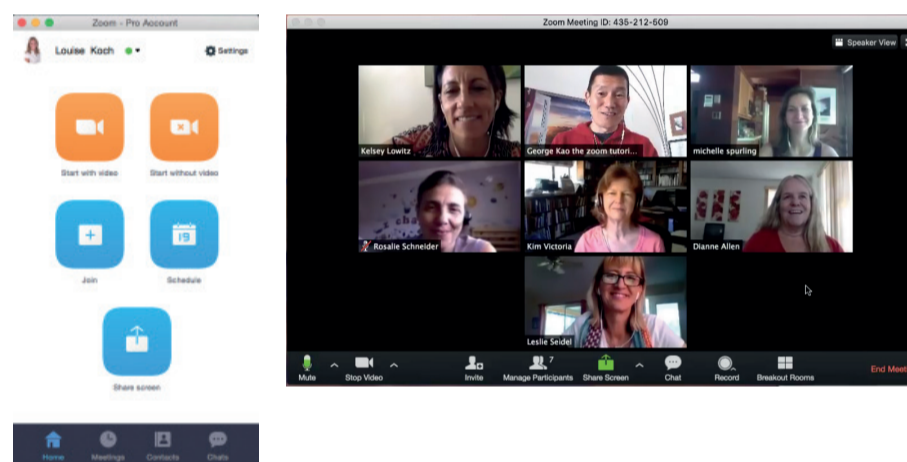 Zoom - Pro Account
Louise Koch
Settings
Start with video
Start without video
19
Join
Schedule
Share screen
Home
Meetings
Contacts
Chats
Zoom Meeting ID: 435-212-609
Speaker View
Kelsey Lowitz
George Kao the zoom tutori...
michelle spurling
Rosalie Schneider
Kim Victoria
Dianne Allen
Leslie Seidel
7
Mute
Stop Video
Invite
Manage Participants
Share Screen
Chat
Record
Breakout Rooms
End Meet